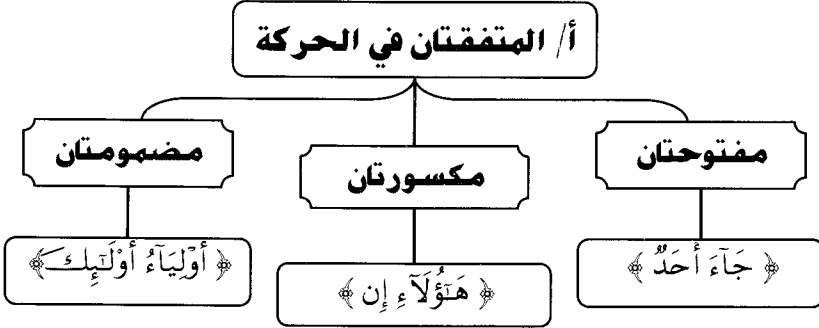 أ/ المتفقتان في الحركة
مفتوحتان
مكسورتان
مضمومتان
﴿ جَآءَ أَحَدٌ ﴾
﴿ هَٰٓؤُلَآءِ إِن ﴾
﴿ أَوْلِيَآءُ أُوْلَٰٓئِكَ ﴾